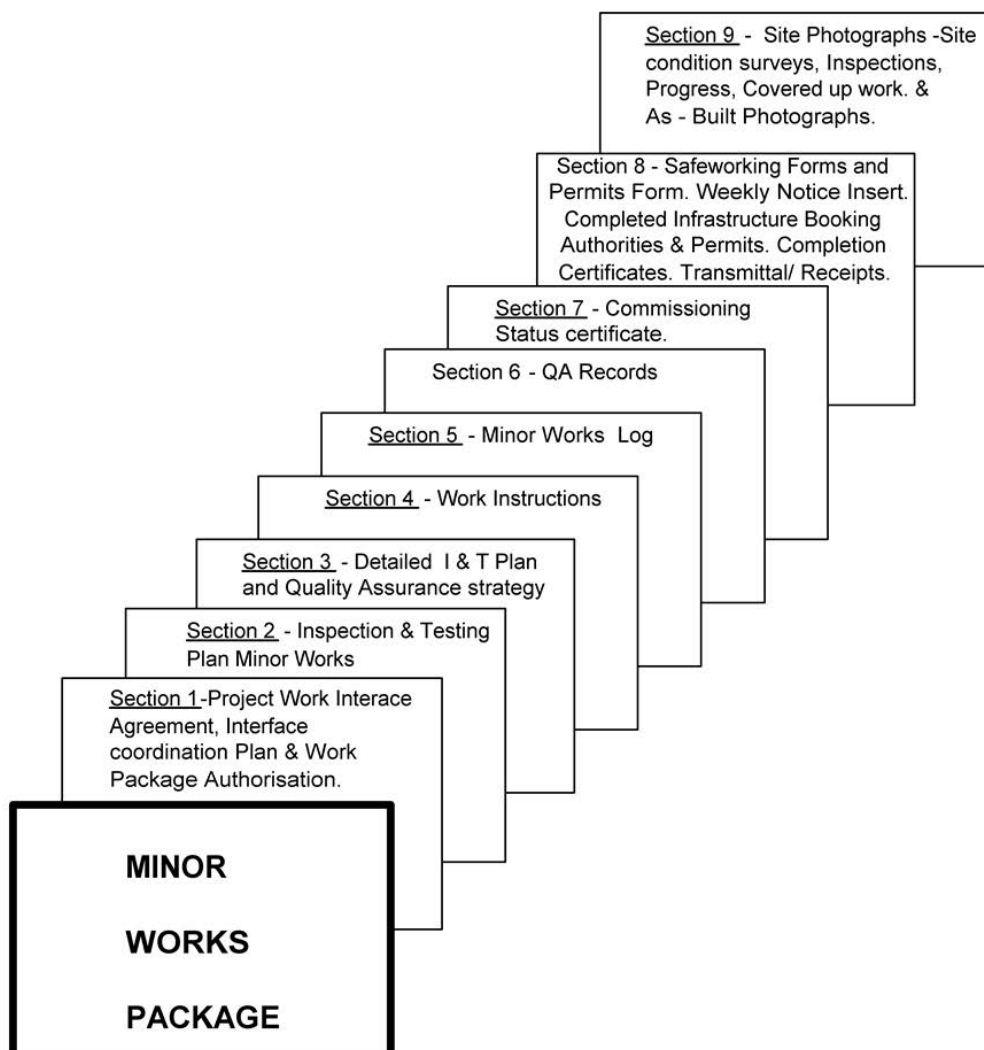 Section 9 - Site Photographs -Site
condition surveys, Inspections,
Progress, Covered up work. &
As - Built Photographs.
Section 8 - Safeworking Forms and
Permits Form. Weekly Notice Insert.
Completed Infrastructure Booking
Authorities & Permits. Completion
Certificates. Transmittal/ Receipts.
Section 7 - Commissioning
Status certificate.
Section 6 - QA Records
Section 5 - Minor Works Log
Section 4 - Work Instructions
Section 3 - Detailed I & T Plan
and Quality Assurance strategy
Section 2 - Inspection & Testing
Plan Minor Works
Section 1-Project Work Interace
Agreement, Interface
coordination Plan & Work
Package Authorisation.
MINOR
WORKS
PACKAGE